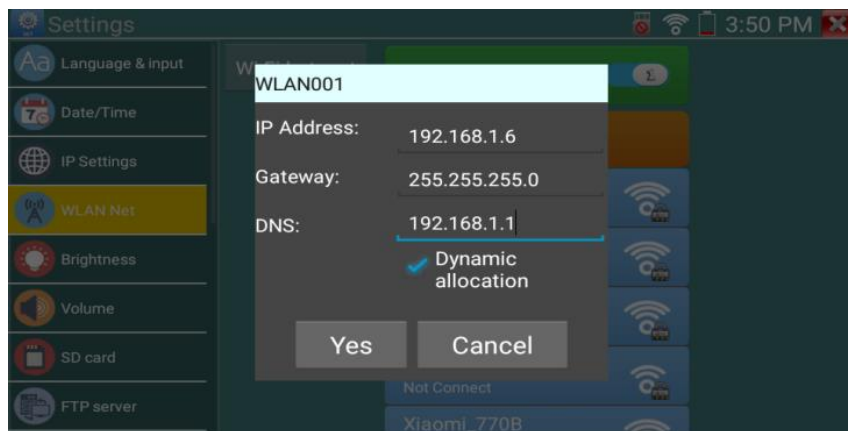 Settings
3:50 PM
Language & input
Date/Time
IP Settings
WLAN Net
Brightness
Volume
SD card
FTP server
WLAN001
IP Address: 192.168.1.6
Gateway: 255.255.255.0
DNS: 192.168.1.1
Dynamic
allocation
Yes Cancel
Not Connect
Xiaomi_770B